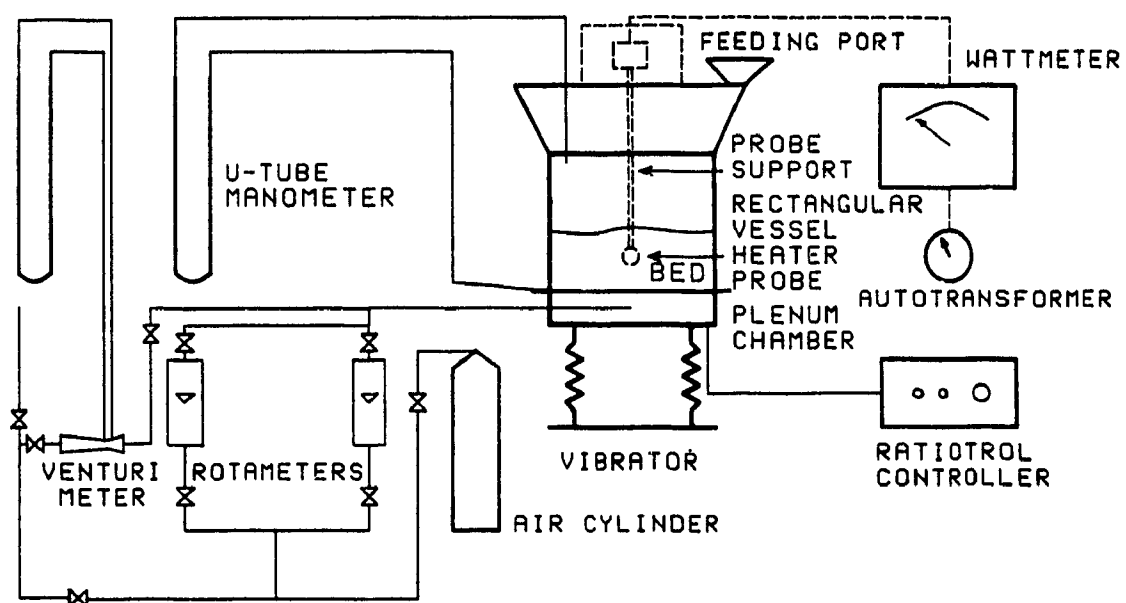 FEEDING PORT
WATTMETER
U-TUBE
MANOMETER
PROBE
SUPPORT
RECTANGULAR
VESSEL
HEATER
PROBE
BED
AUTOTRANSFORMER
PLENUM
CHAMBER
VENTURI
METER
ROTAMETERS
AIR CYLINDER
VIBRATOR
RATIOTROL
CONTROLLER